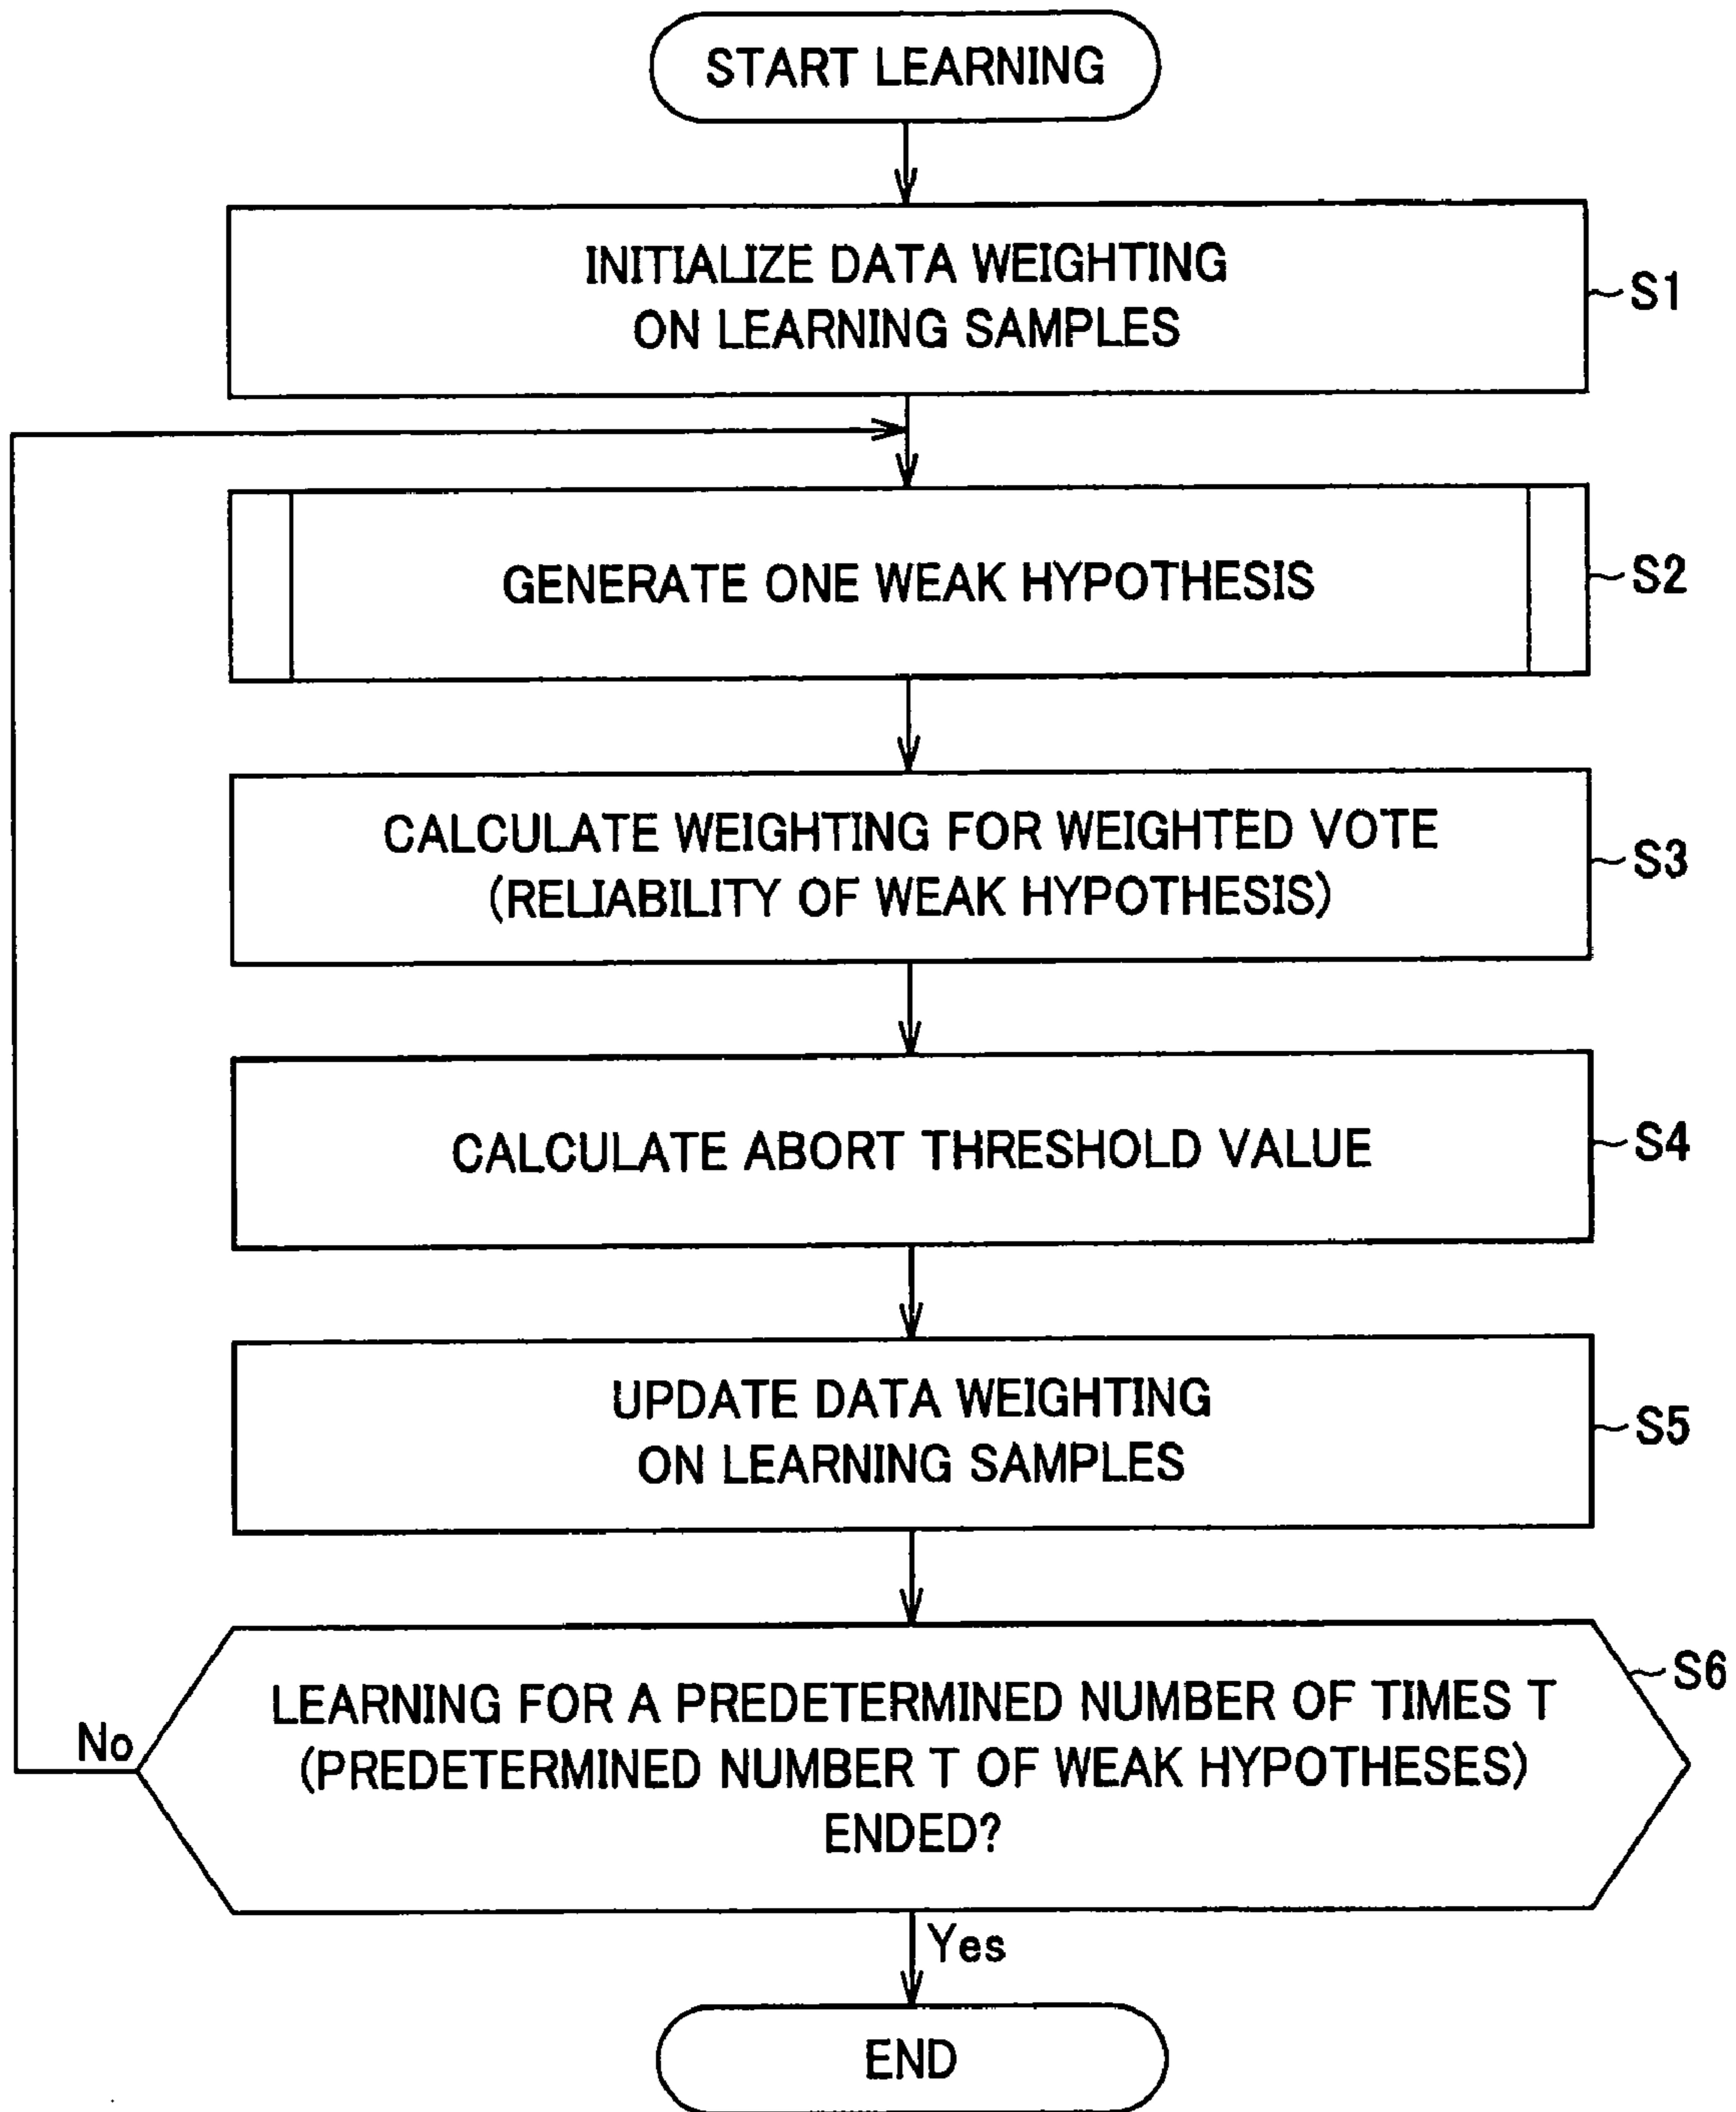 START LEARNING
INITIALIZE DATA WEIGHTING
ON LEARNING SAMPLES
S1
GENERATE ONE WEAK HYPOTHESIS
S2
CALCULATE WEIGHTING FOR WEIGHTED VOTE
(RELIABILITY OF WEAK HYPOTHESIS)
S3
CALCULATE ABORT THRESHOLD VALUE
S4
UPDATE DATA WEIGHTING
ON LEARNING SAMPLES
S5
LEARNING FOR A PREDETERMINED NUMBER OF TIMES T
(PREDETERMINED NUMBER T OF WEAK HYPOTHESES)
ENDED?
S6
No
Yes
END